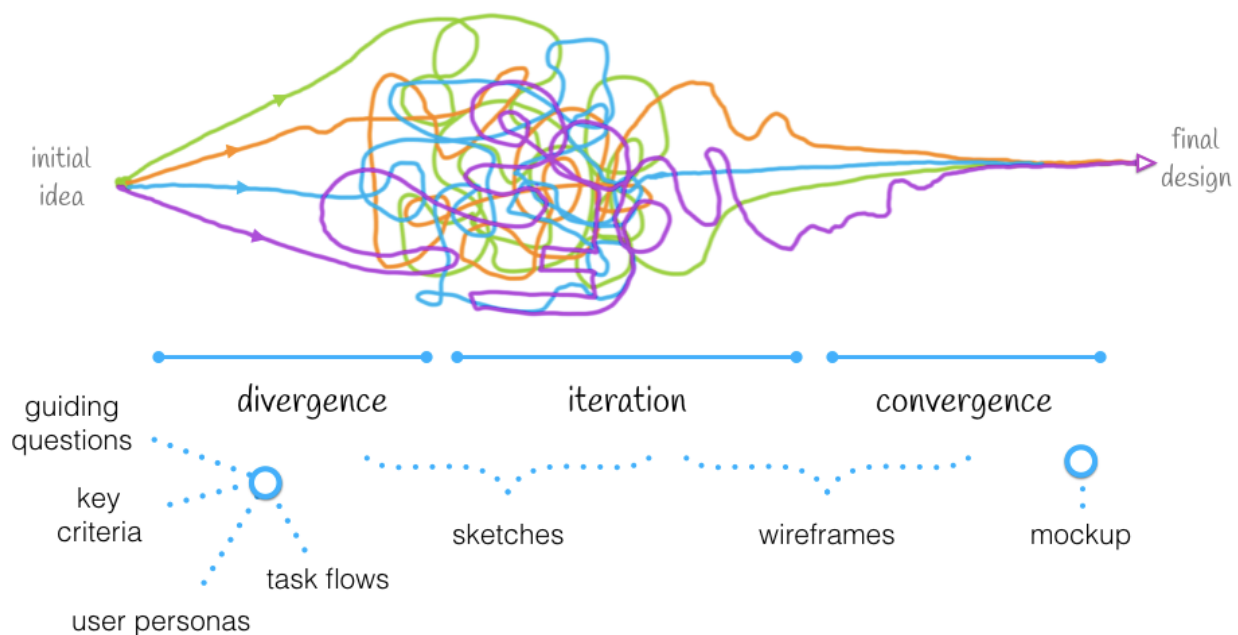 initial
idea
final
design
divergence
iteration
convergence
guiding
questions
key
criteria
user personas
task flows
sketches
wireframes
mockup